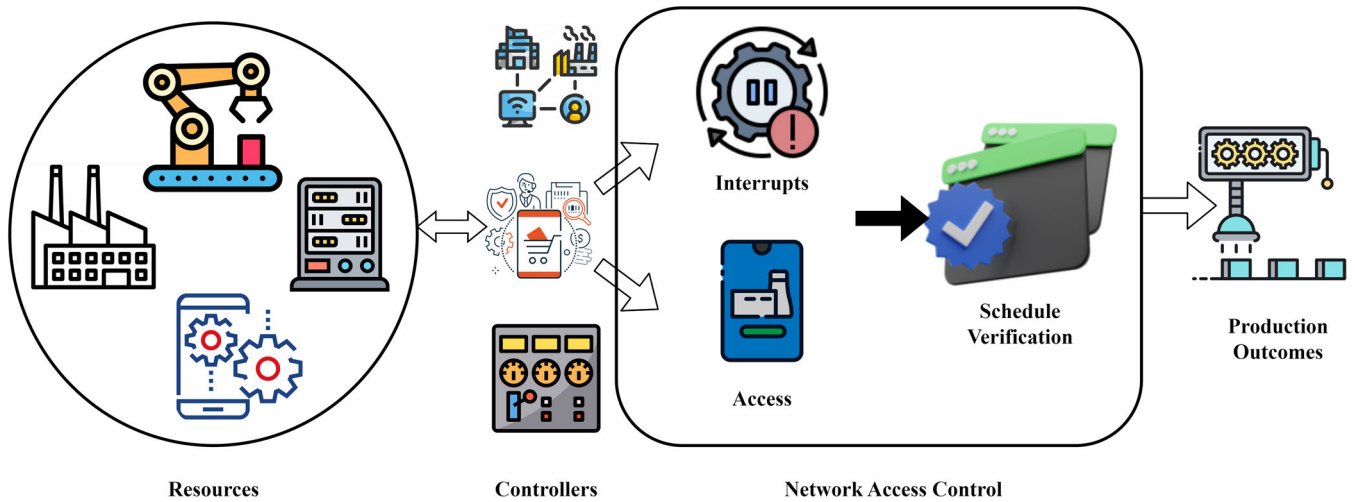 Interrupts
Access
Schedule
Verification
Production
Outcomes
Resources
Controllers
Network Access Control